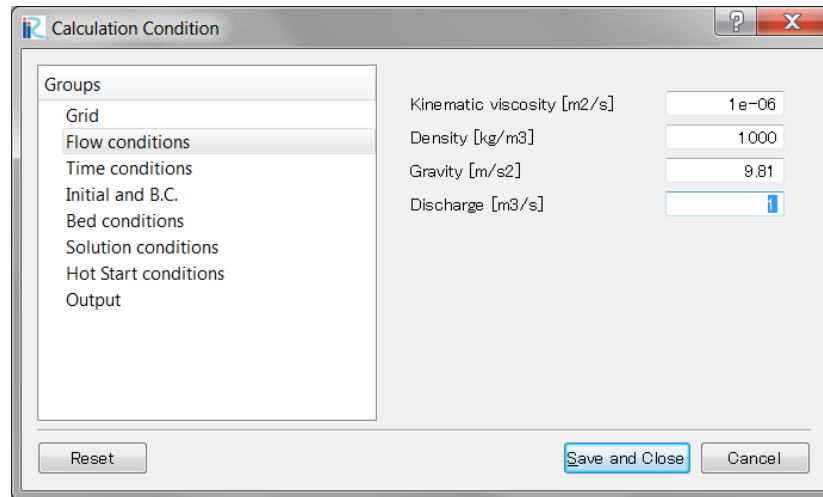 iRIC Calculation Condition
Groups
Grid
Flow conditions
Time conditions
Initial and B.C.
Bed conditions
Solution conditions
Hot Start conditions
Output
Kinematic viscosity [m2/s] 1e-06
Density [kg/m3] 1000
Gravity [m/s2] 9.81
Discharge [m3/s] 1
Reset
Save and Close
Cancel